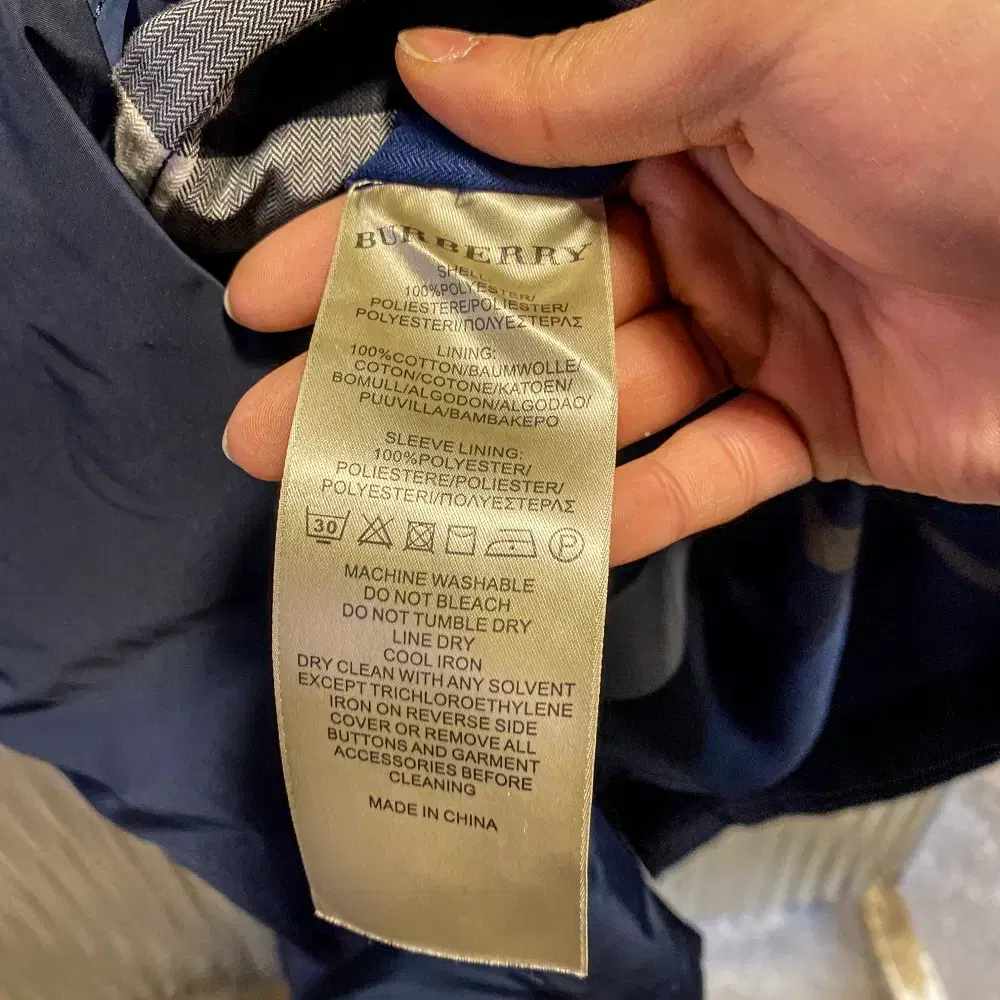 BURBERRY
SHELL:
100%POLYESTER/
POLIESTERE/POLIESTER/
POLYESTERI/ΠΟΛΥΕΣΤΕΡΑΣ
LINING:
100%COTTON/BAUMWOLLE/
COTON/COTONE/KATOEN/
BOMULL/ALGODON/ALGODAO/
PUUVILLA/BAMBAKEPO
SLEEVE LINING:
100%POLYESTER/
POLIESTERE/POLIESTER/
POLYESTERI/ΠΟΛΥΕΣΤΕΡΑΣ
30 P
MACHINE WASHABLE
DO NOT BLEACH
DO NOT TUMBLE DRY
LINE DRY
COOL IRON
DRY CLEAN WITH ANY SOLVENT
EXCEPT TRICHLOROETHYLENE
IRON ON REVERSE SIDE
COVER OR REMOVE ALL
BUTTONS AND GARMENT
ACCESSORIES BEFORE
CLEANING
MADE IN CHINA